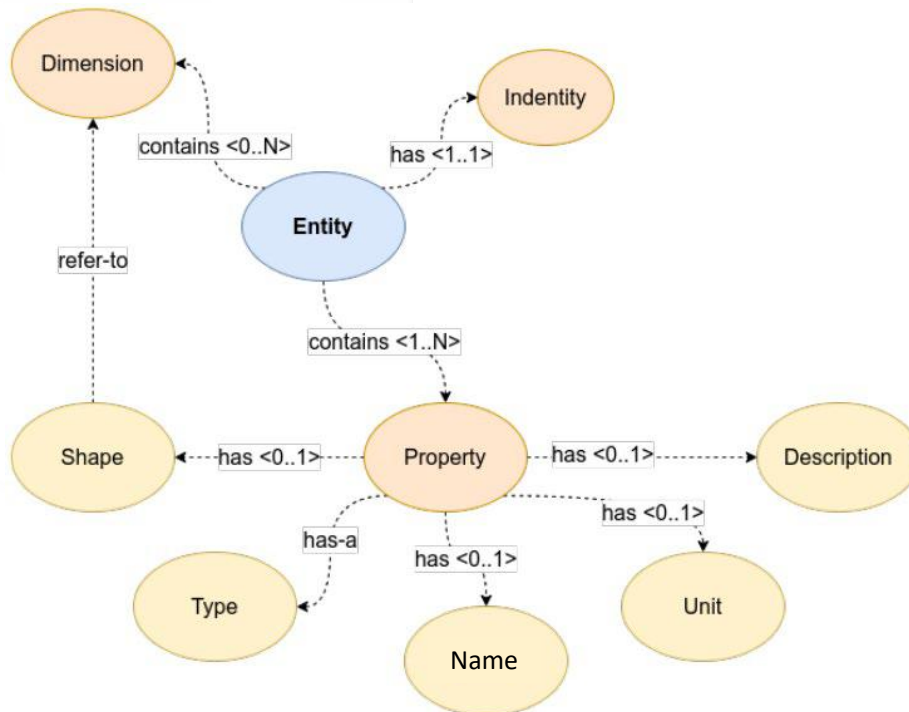 Dimension
Indentity
contains <0..N>
has <1..1>
Entity
refer-to
contains <1..N>
Shape
has <0..1>
Property
has <0..1>
Description
has-a
has <0..1>
has <0..1>
Type
Name
Unit